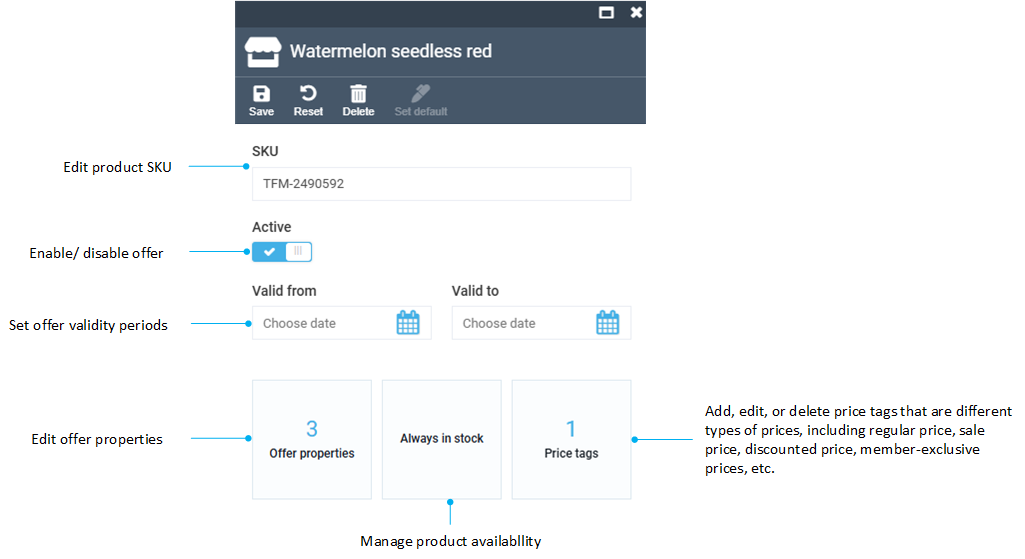 Watermelon seedless red
Save Reset Delete Set default
SKU
Edit product SKU
TFM-2490592
Active
Enable/ disable offer
Valid from Valid to
Set offer validity periods
Choose date Choose date
3
Offer properties
Edit offer properties
Always in stock
1
Price tags
Add, edit, or delete price tags that are different
types of prices, including regular price, sale
price, discounted price, member-exclusive
prices, etc.
Manage product availabllity